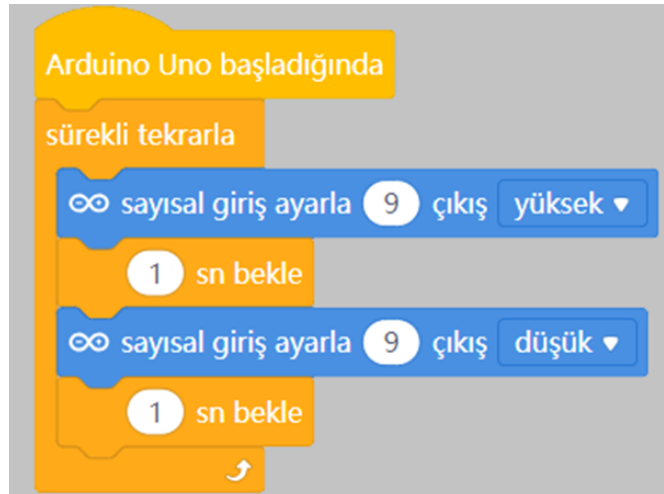 Arduino Uno başladığında
sürekli tekrarla
sayısal giriş ayarla 9 çıkış yüksek
1 sn bekle
sayısal giriş ayarla 9 çıkış düşük
1 sn bekle